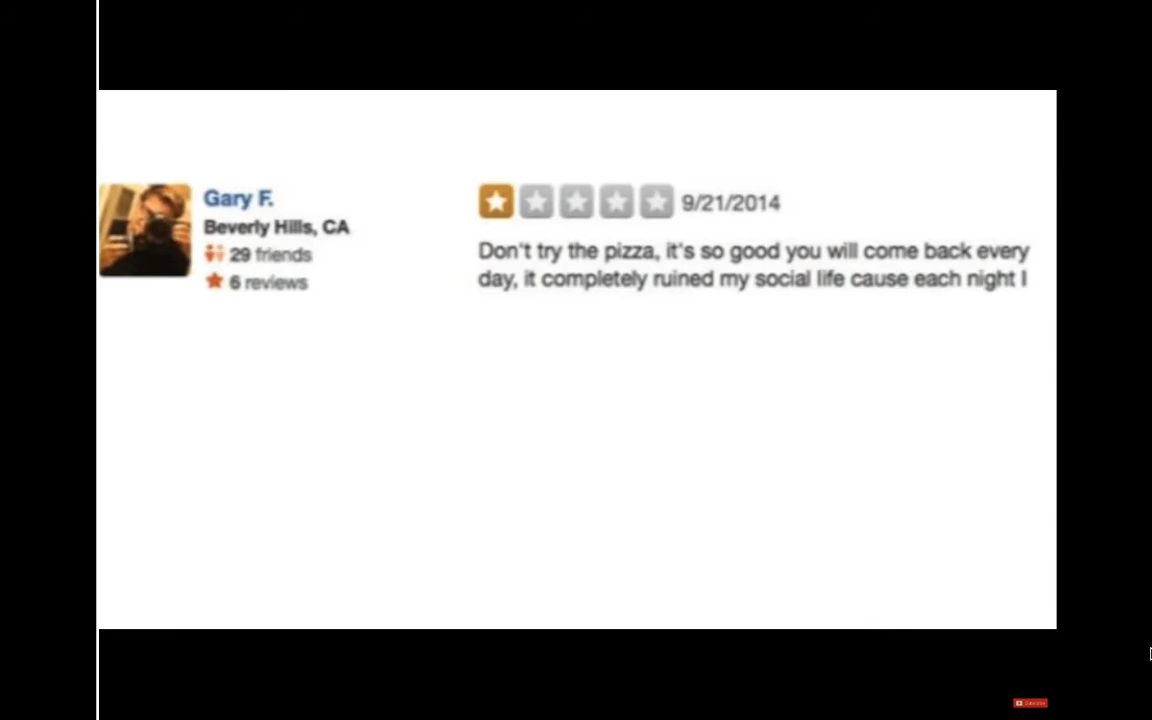 Gary F.
Beverly Hills, CA
29 friends
6 reviews
9/21/2014
Don't try the pizza, it's so good you will come back every
day, it completely ruined my social life cause each night I